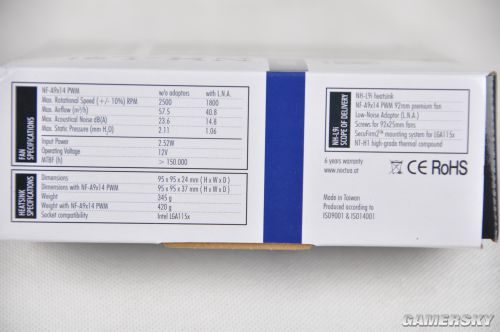 FAN SPECIFICATIONS
NF-A9x14 PWM w/o adaptors with L.N.A.
Max. Rotational Speed (+/- 10%) RPM 2500 1800
Max. Airflow (m³/h) 57.5 40.8
Max. Acoustical Noise dB(A) 23.6 14.8
Max. Static Pressure (mm H₂O) 2.11 1.06
Input Power 2.52W
Operating Voltage 12V
MTBF (h) > 150.000
HEATSINK SPECIFICATIONS
Dimensions 95 x 95 x 24 mm (H x W x D)
Dimensions with NF-A9x14 PWM 95 x 95 x 37 mm (H x W x D)
Weight 345 g
Weight with NF-A9x14 PWM 420 g
Socket compatibility Intel LGA115x
NH-L9i
SCOPE OF DELIVERY
NH-L9i heatsink
NF-A9x14 PWM 92mm premium fan
Low-Noise Adaptor (L.N.A.)
Screws for 92x25mm fans
SecuFirm2™ mounting system for LGA115x
NT-H1 high-grade thermal compound
6 years warranty
www.noctua.at
CE RoHS
Made in Taiwan
Produced according to
ISO9001 & ISO14001
GAMERSKY